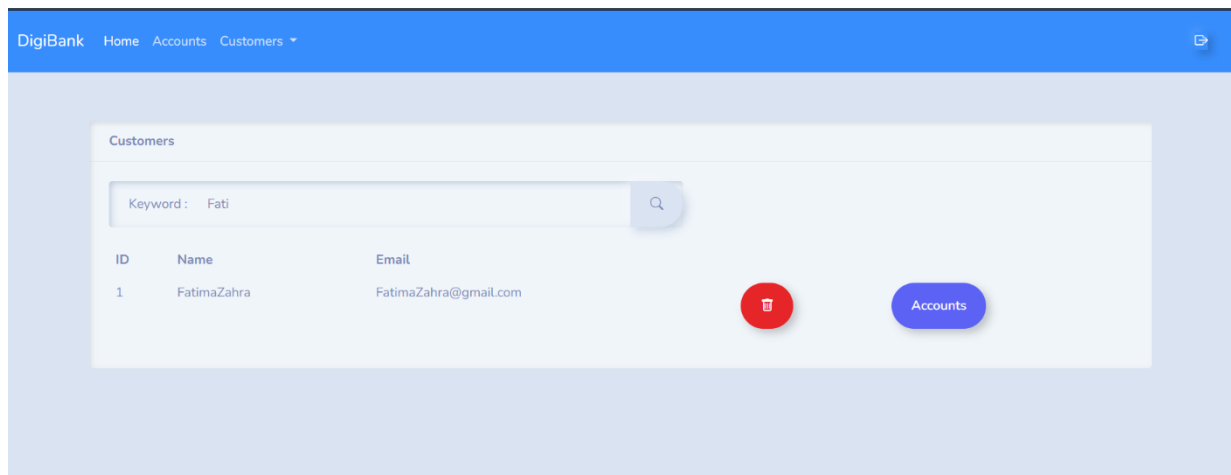 DigiBank Home Accounts Customers
Customers
Keyword : Fati
ID Name Email
1 FatimaZahra FatimaZahra@gmail.com Accounts